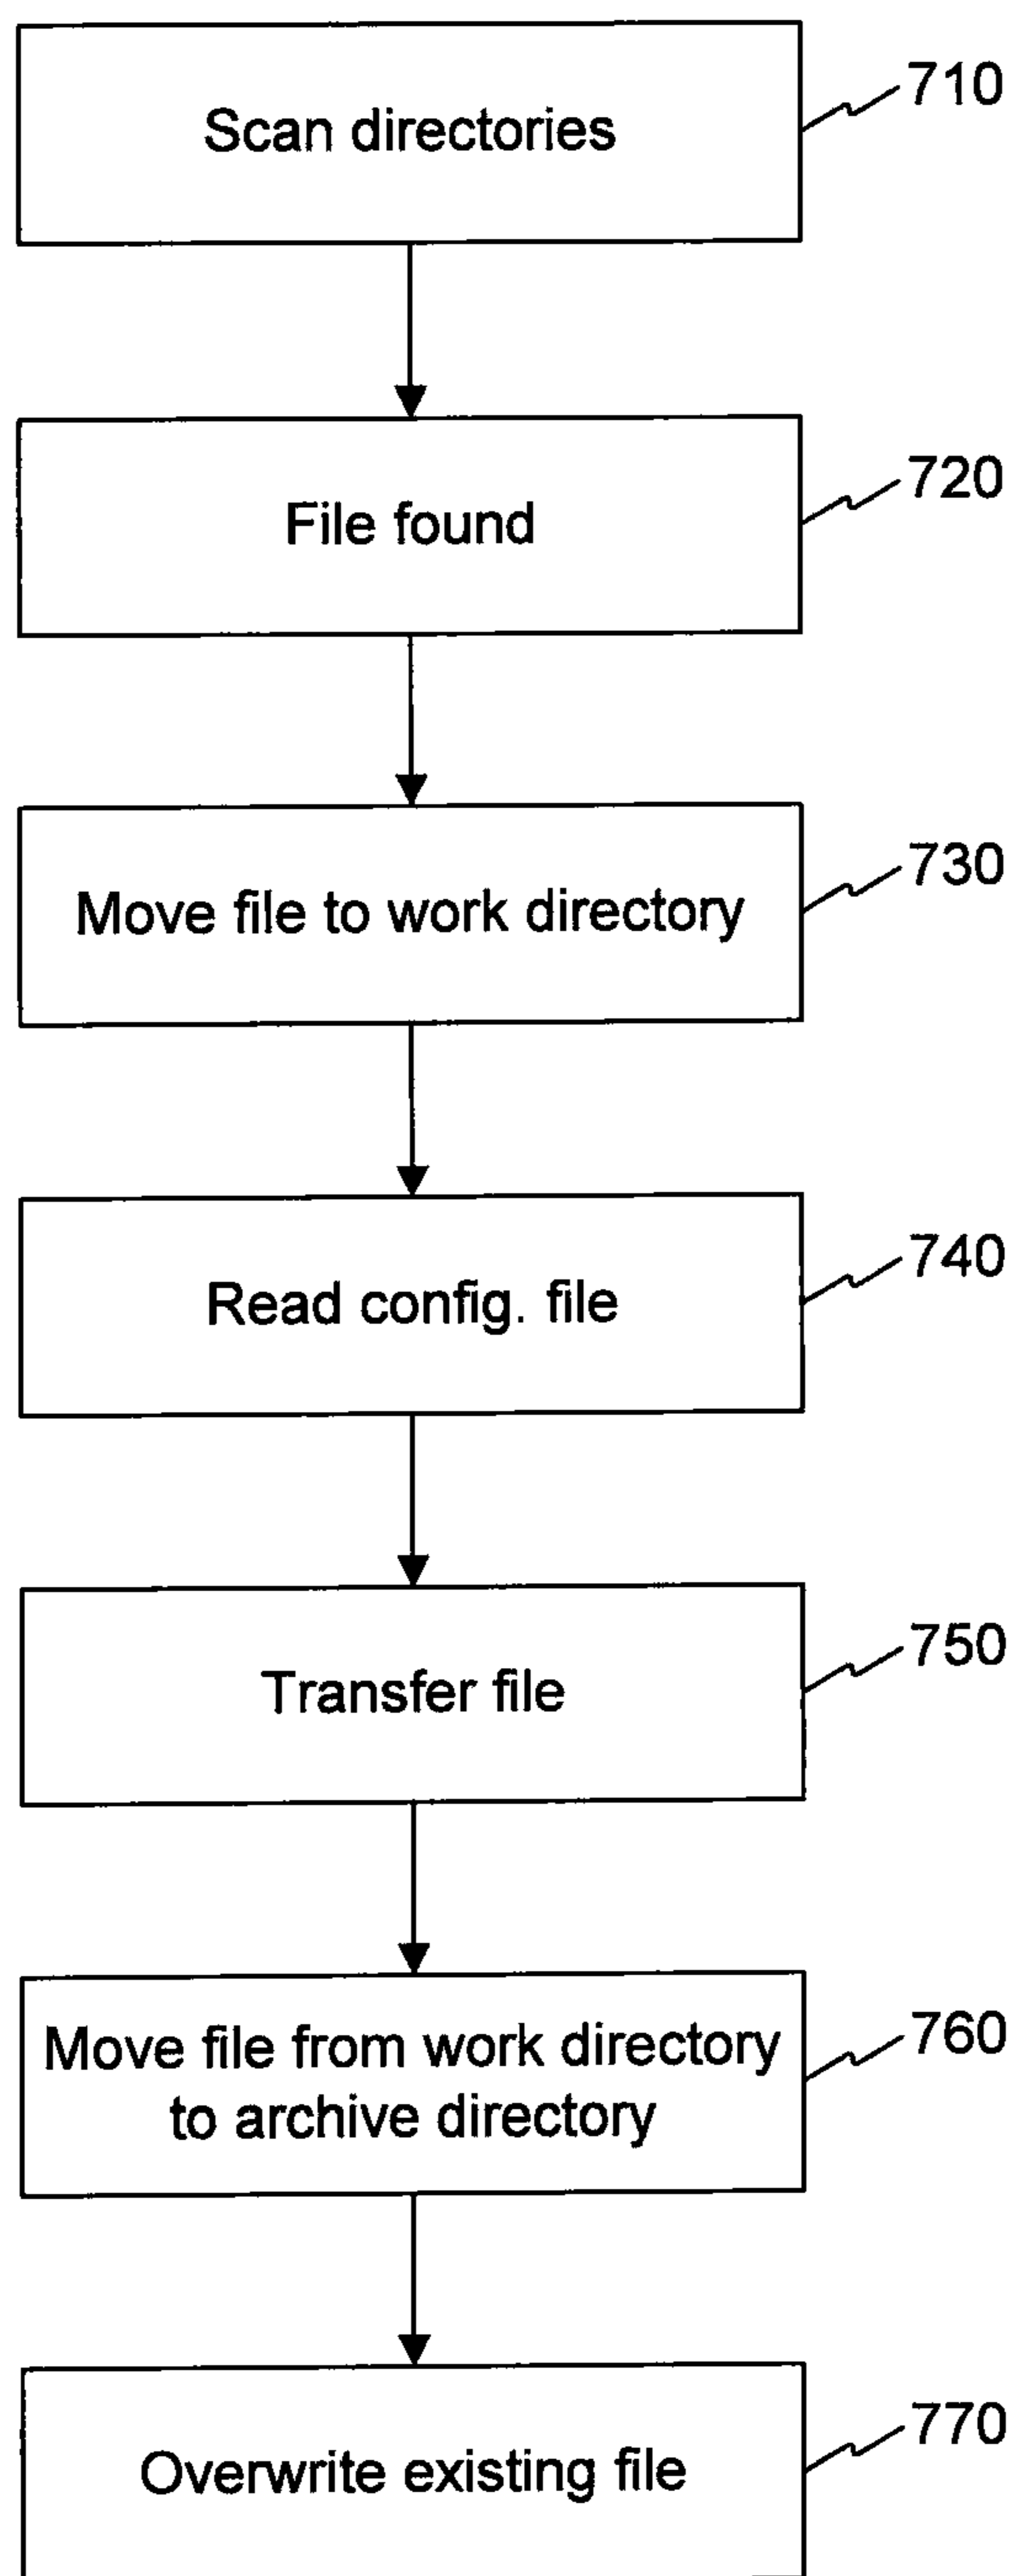 Scan directories
710
File found
720
Move file to work directory
730
Read config. file
740
Transfer file
750
Move file from work directory
to archive directory
760
Overwrite existing file
770